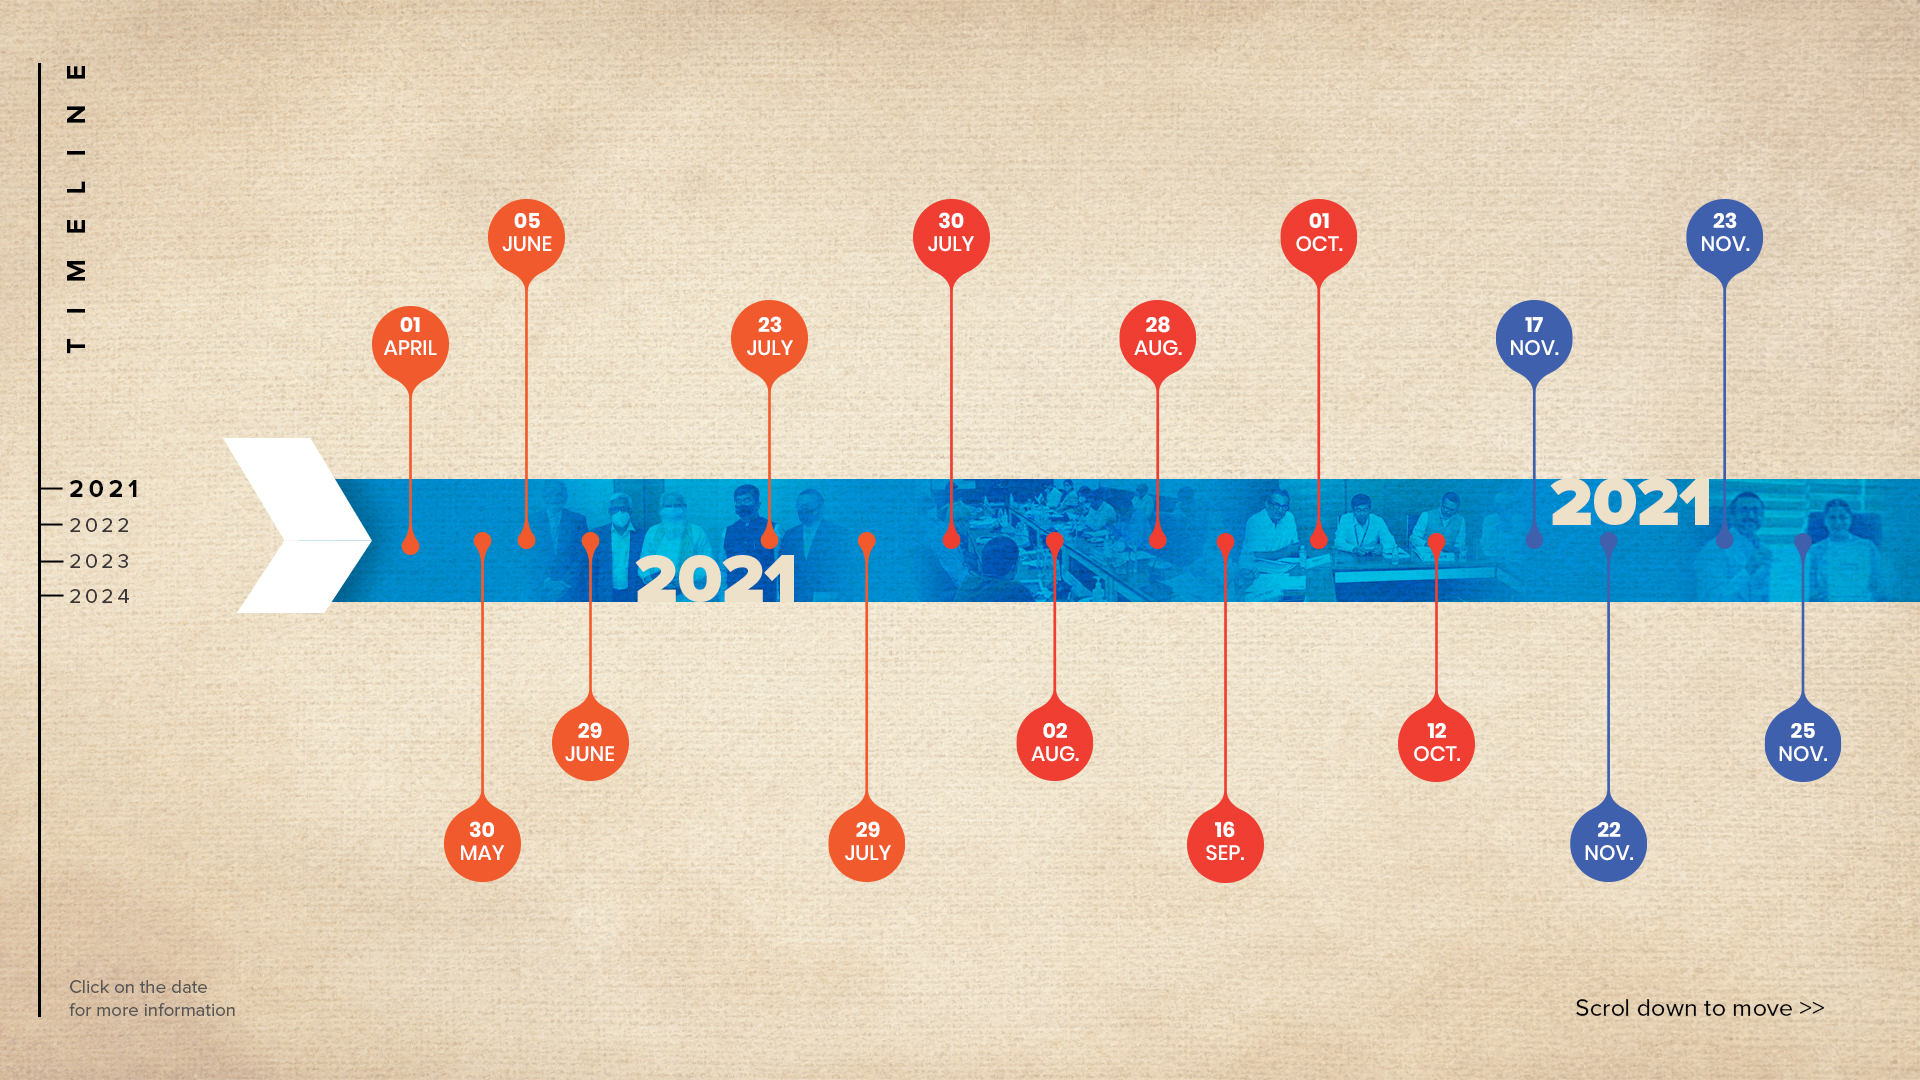 TIMELINE
2021
2022
2023
2024
01
APRIL
30
MAY
05
JUNE
29
JUNE
23
JULY
29
JULY
30
JULY
02
AUG.
28
AUG.
16
SEP.
01
OCT.
12
OCT.
17
NOV.
22
NOV.
23
NOV.
25
NOV.
2021
2021
Click on the date
for more information
Scrol down to move >>